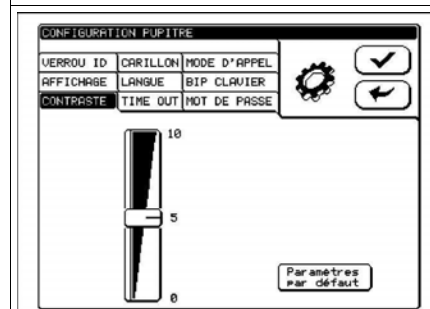 CONFIGURATION PUPITRE
VERROU ID CARILLON MODE D'APPEL
AFFICHAGE LANGUE BIP CLAVIER
CONTRASTE TIME OUT MOT DE PASSE
10
5
0
Paramètres
par défaut